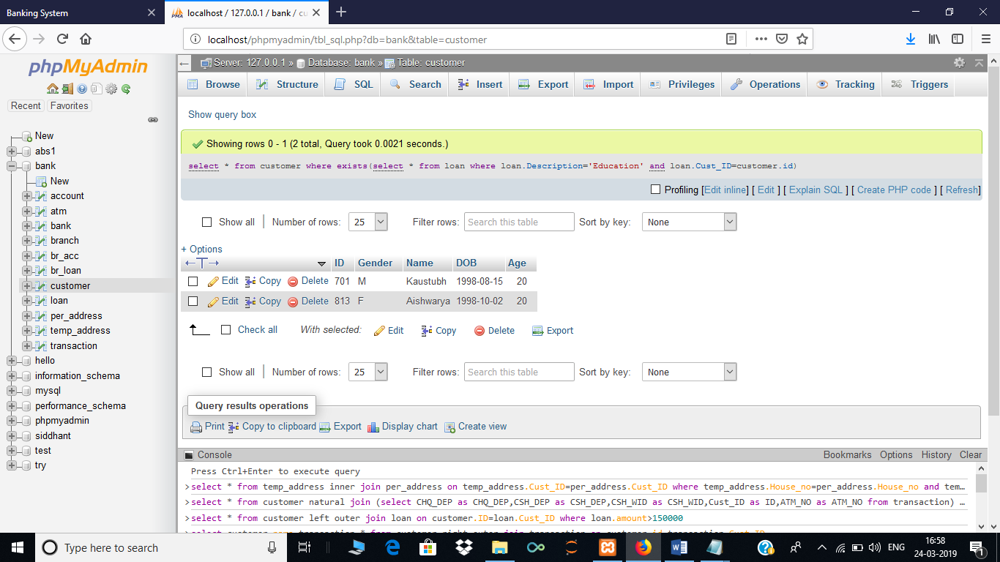 Banking System
localhost / 127.0.0.1 / bank / cu
localhost/phpmyadmin/tbl_sql.php?db=bank&table=customer
phpMyAdmin
Recent Favorites
New
abs1
bank
New
account
atm
bank
branch
br_acc
br_loan
customer
loan
per_address
temp_address
transaction
hello
information_schema
mysql
performance_schema
phpmyadmin
siddhant
test
try
Server: 127.0.0.1 » Database: bank » Table: customer
Browse Structure SQL Search Insert Export Import Privileges Operations Tracking Triggers
Show query box
Showing rows 0 - 1 (2 total, Query took 0.0021 seconds.)
select * from customer where exists(select * from loan where loan.Description='Education' and loan.Cust_ID=customer.id)
Profiling [Edit inline] [ Edit ] [ Explain SQL ] [ Create PHP code ] [ Refresh]
Show all | Number of rows: 25 Filter rows: Search this table Sort by key: None
+ Options
←T→ ID Gender Name DOB Age
Edit Copy Delete 701 M Kaustubh 1998-08-15 20
Edit Copy Delete 813 F Aishwarya 1998-10-02 20
Check all With selected: Edit Copy Delete Export
Show all | Number of rows: 25 Filter rows: Search this table Sort by key: None
Query results operations
Print Copy to clipboard Export Display chart Create view
Console Bookmarks Options History Clear
Press Ctrl+Enter to execute query
>select * from temp_address inner join per_address on temp_address.Cust_ID=per_address.Cust_ID where temp_address.House_no=per_address.House_no and tem…
>select * from customer natural join (select CHQ_DEP as CHQ_DEP,CSH_DEP as CSH_DEP,CSH_WID as CSH_WID,Cust_ID as ID,ATM_NO as ATM_NO from transaction) …
>select * from customer left outer join loan on customer.ID=loan.Cust_ID where loan.amount>150000
Type here to search
ENG
16:58
24-03-2019
1